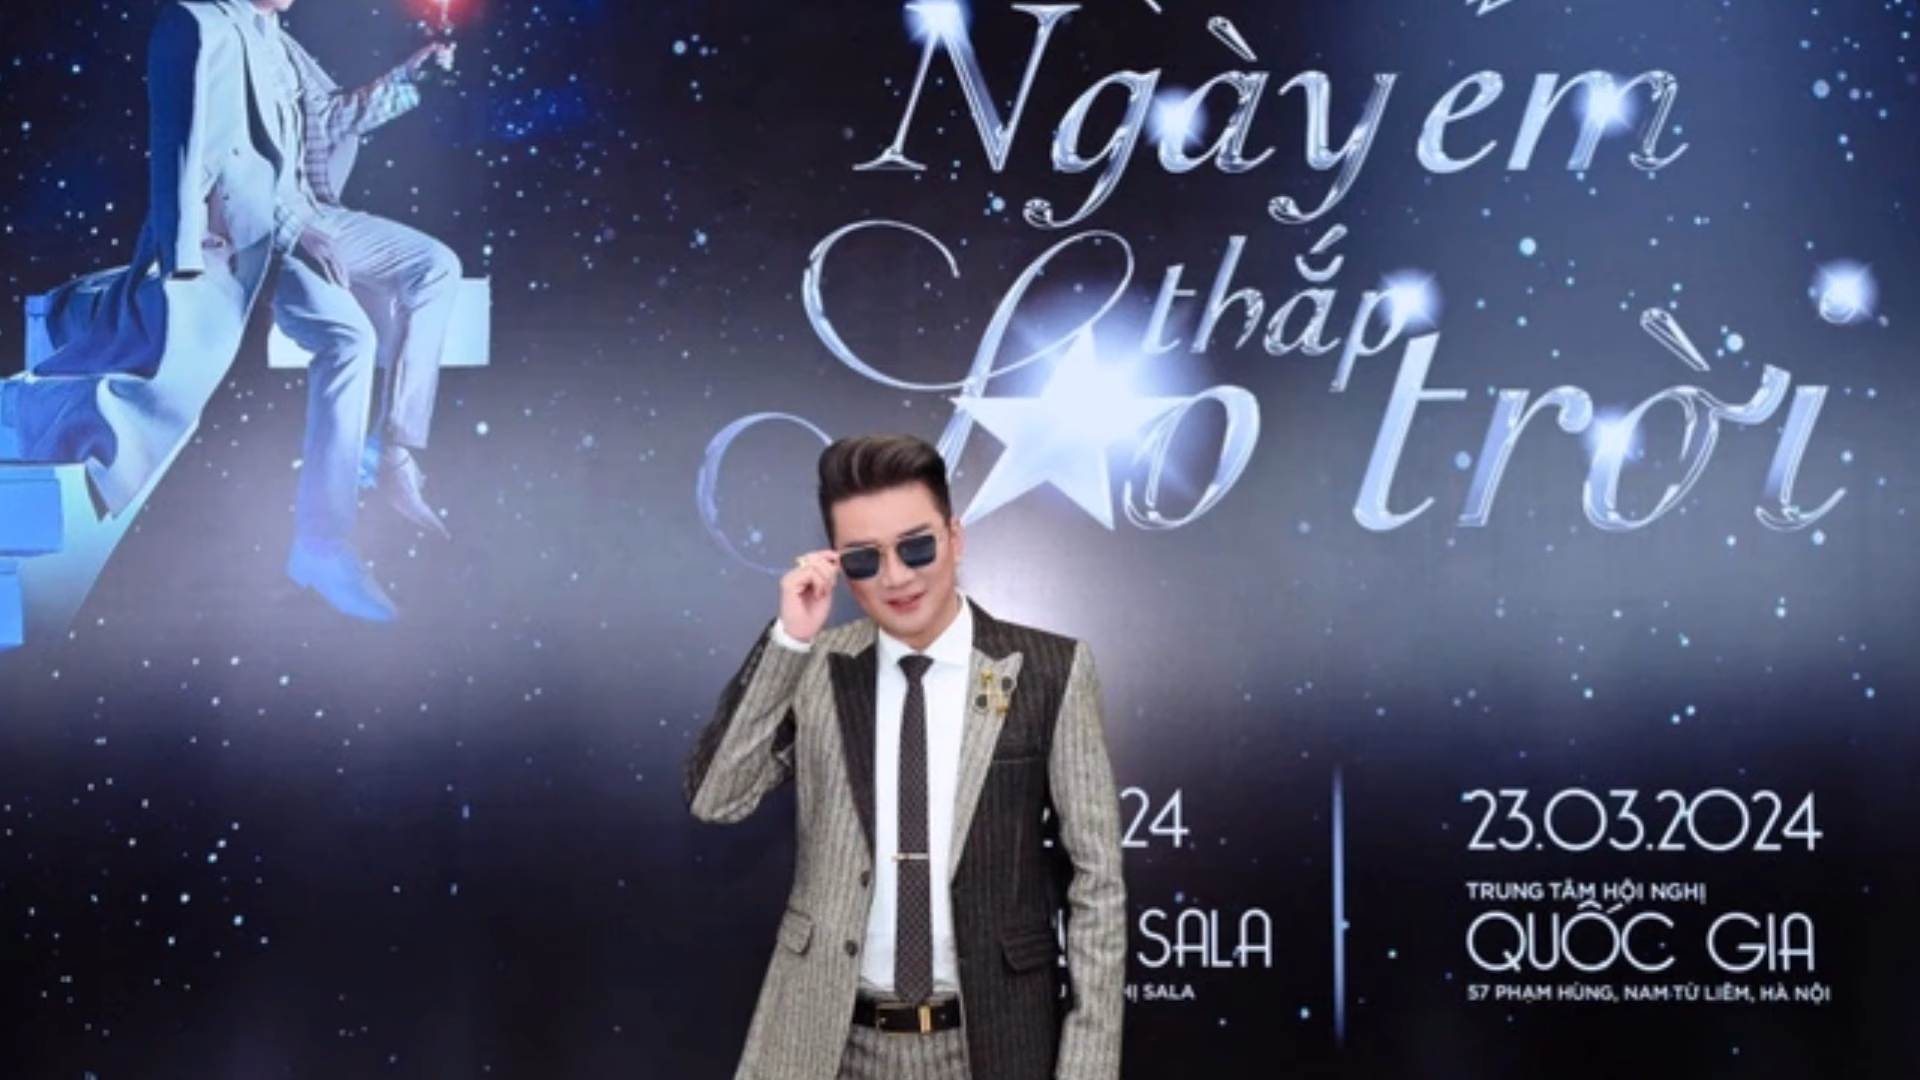 Ngày em
thắp
sao trời
24
SALA
SALA
23.03.2024
TRUNG TÂM HỘI NGHỊ
QUỐC GIA
57 PHẠM HÙNG, NAM TỪ LIÊM, HÀ NỘI